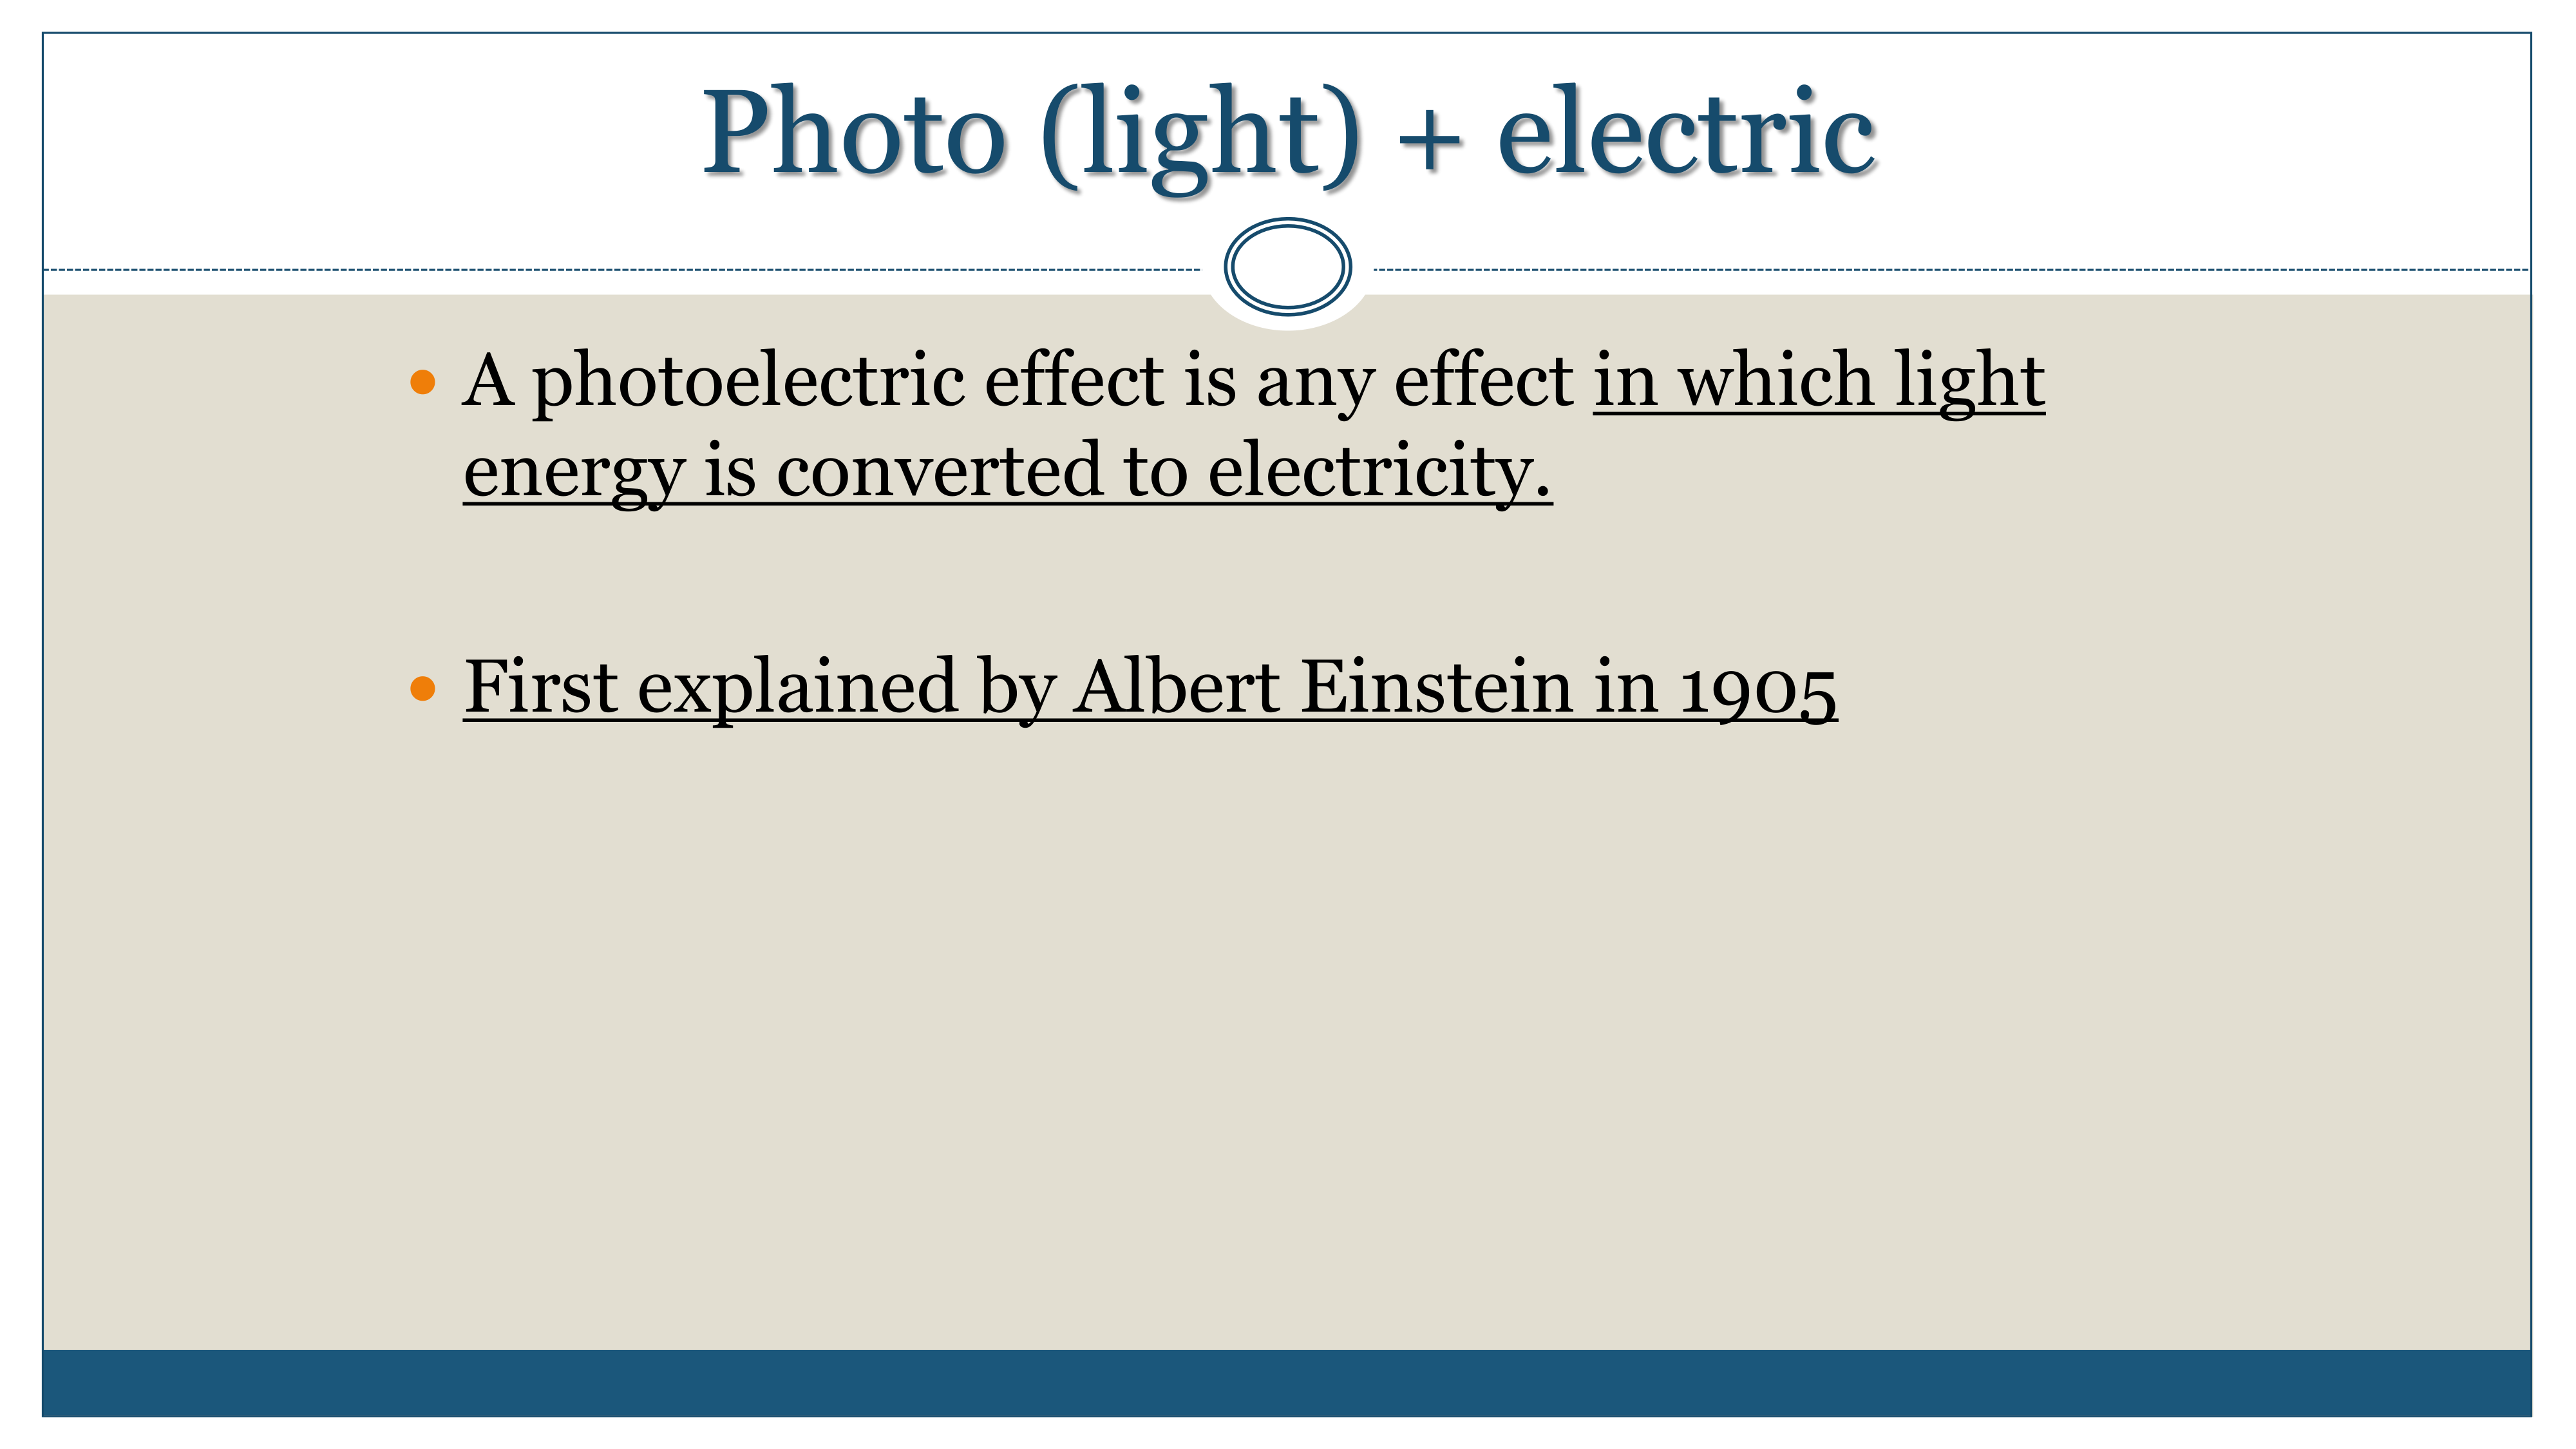 Photo (light) + electric
• A photoelectric effect is any effect in which light
energy is converted to electricity.
• First explained by Albert Einstein in 1905